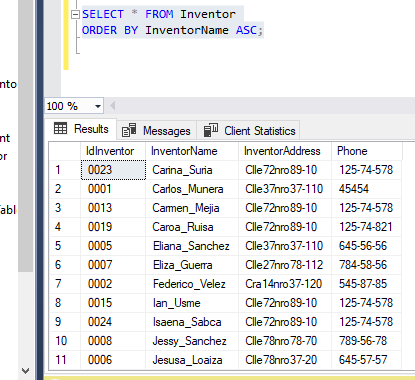 SELECT * FROM Inventor
ORDER BY InventorName ASC;
nto
nt
or
Tabl
100 %
Results Messages Client Statistics
IdInventor InventorName InventorAddress Phone
1 0023 Carina_Suria Clle72nro89-10 125-74-578
2 0001 Carlos_Munera Clle37nro37-110 45454
3 0013 Carmen_Mejia Clle72nro89-10 125-74-578
4 0019 Caroa_Ruisa Clle72nro89-10 125-74-821
5 0005 Eliana_Sanchez Clle37nro37-110 645-56-56
6 0007 Eliza_Guerra Clle27nro78-112 784-58-56
7 0002 Federico_Velez Cra14nro37-120 545-87-85
8 0015 Ian_Usme Clle72nro89-10 125-74-578
9 0024 Isaena_Sabca Clle72nro89-10 125-74-578
10 0008 Jessy_Sanchez Clle78nro78-70 789-56-78
11 0006 Jesusa_Loaiza Clle78nro37-20 645-57-57